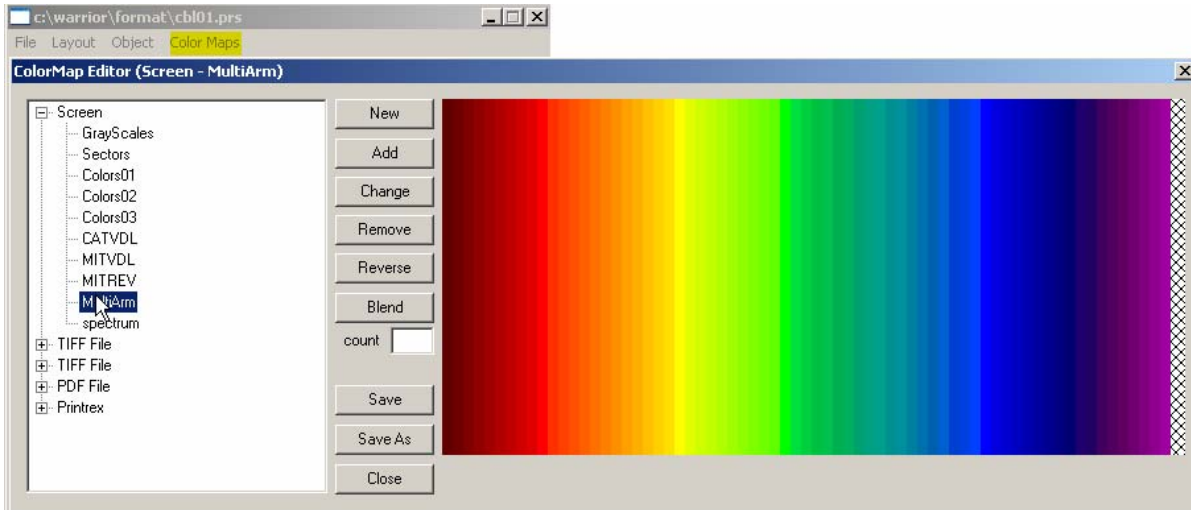 c:\warrior\format\cbl01.prs
File Layout Object Color Maps
ColorMap Editor (Screen - MultiArm)
Screen
GrayScales
Sectors
Colors01
Colors02
Colors03
CATVDL
MITVDL
MITREV
MultiArm
spectrum
TIFF File
TIFF File
PDF File
Printrex
New
Add
Change
Remove
Reverse
Blend
count
Save
Save As
Close